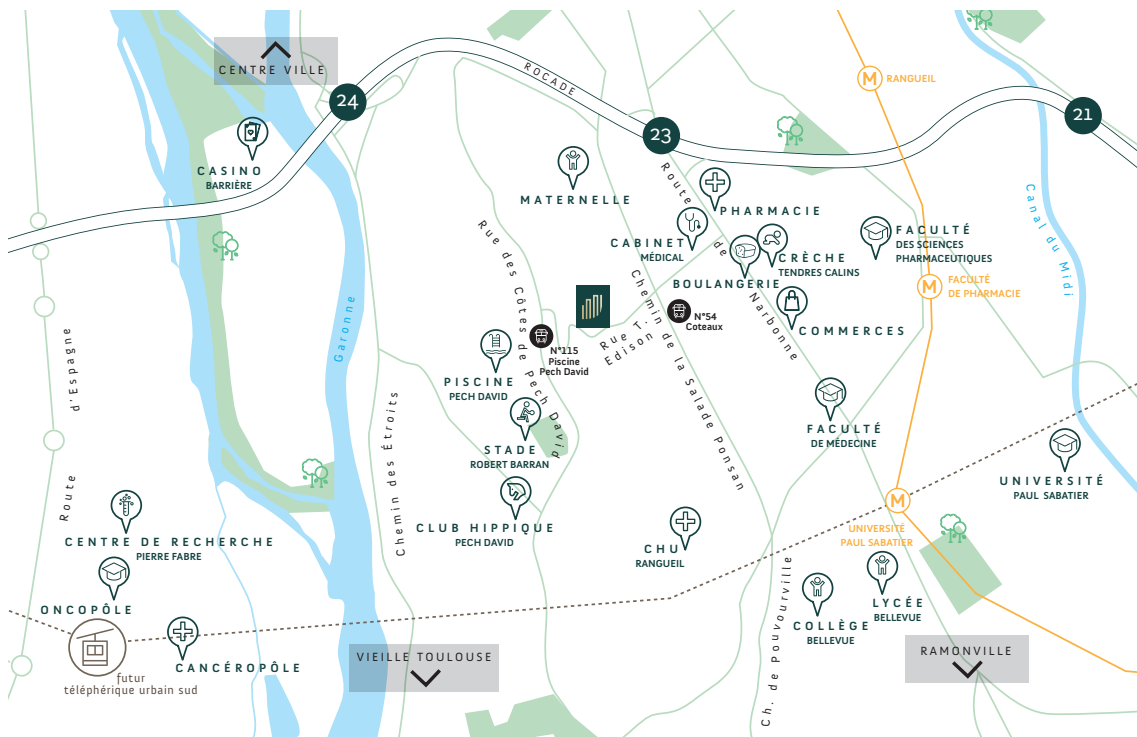 CENTRE VILLE
24
ROCADE
23
21
M
RANGUEIL
CASINO
BARRIÈRE
MATERNELLE
Route de Narbonne
PHARMACIE
CABINET
MÉDICAL
CRÈCHE
TENDRES CALINS
BOULANGERIE
FACULTÉ
DES SCIENCES
PHARMACEUTIQUES
Canal du Midi
M
FACULTÉ
DE PHARMACIE
COMMERCES
Garonne
Rue des Côtes de Pech David
N°115
Piscine
Pech David
Rue T.
Edison
N°54
Coteaux
Chemin de la Salade Ponsan
PISCINE
PECH DAVID
STADE
ROBERT BARRAN
CLUB HIPPIQUE
PECH DAVID
Chemin des Étroits
Route d'Espagne
FACULTÉ
DE MÉDECINE
UNIVERSITÉ
PAUL SABATIER
M
UNIVERSITÉ
PAUL SABATIER
CENTRE DE RECHERCHE
PIERRE FABRE
CHU
RANGUEIL
ONCOPÔLE
CANCÉROPÔLE
futur
téléphérique urbain sud
LYCÉE
BELLEVUE
COLLÈGE
BELLEVUE
Ch. de Pouvourville
VIEILLE TOULOUSE
RAMONVILLE